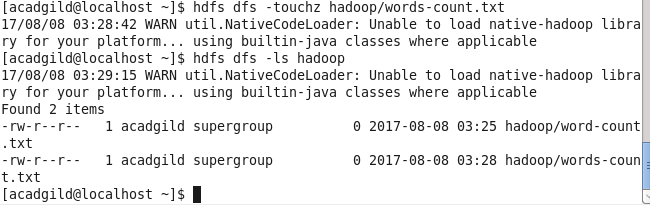 [acadgild@localhost ~]$ hdfs dfs -touchz hadoop/words-count.txt
17/08/08 03:28:42 WARN util.NativeCodeLoader: Unable to load native-hadoop libra
ry for your platform... using builtin-java classes where applicable
[acadgild@localhost ~]$ hdfs dfs -ls hadoop
17/08/08 03:29:15 WARN util.NativeCodeLoader: Unable to load native-hadoop libra
ry for your platform... using builtin-java classes where applicable
Found 2 items
-rw-r--r--   1 acadgild supergroup          0 2017-08-08 03:25 hadoop/word-count
.txt
-rw-r--r--   1 acadgild supergroup          0 2017-08-08 03:28 hadoop/words-coun
t.txt
[acadgild@localhost ~]$